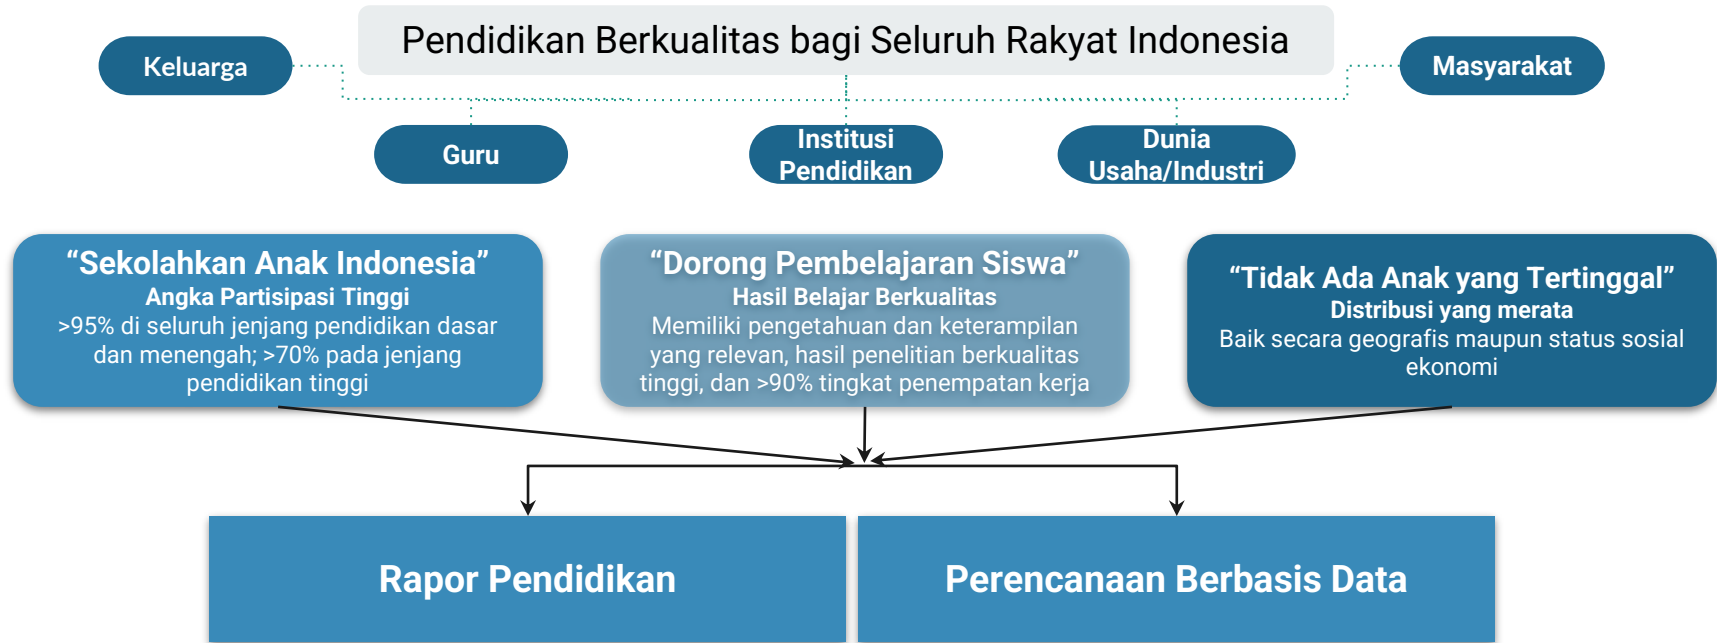 Pendidikan Berkualitas bagi Seluruh Rakyat Indonesia
Keluarga
Masyarakat
Guru
Institusi
Pendidikan
Dunia
Usaha/Industri
“Sekolahkan Anak Indonesia”
Angka Partisipasi Tinggi
>95% di seluruh jenjang pendidikan dasar
dan menengah; >70% pada jenjang
pendidikan tinggi
“Dorong Pembelajaran Siswa”
Hasil Belajar Berkualitas
Memiliki pengetahuan dan keterampilan
yang relevan, hasil penelitian berkualitas
tinggi, dan >90% tingkat penempatan kerja
“Tidak Ada Anak yang Tertinggal”
Distribusi yang merata
Baik secara geografis maupun status sosial
ekonomi
Rapor Pendidikan
Perencanaan Berbasis Data